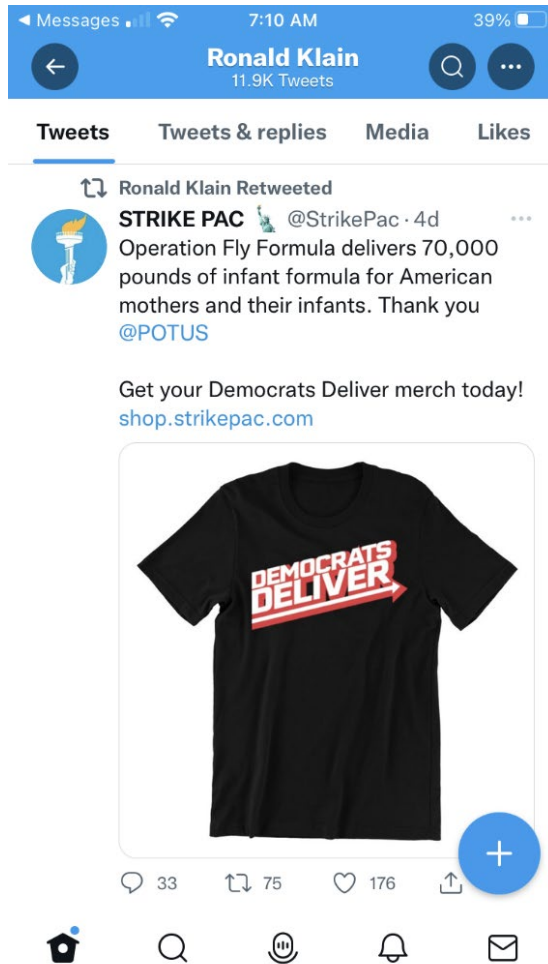 Messages 7:10 AM 39%
Ronald Klain
11.9K Tweets
Tweets Tweets & replies Media Likes
Ronald Klain Retweeted
STRIKE PAC 🗽 @StrikePac · 4d
Operation Fly Formula delivers 70,000
pounds of infant formula for American
mothers and their infants. Thank you
@POTUS
Get your Democrats Deliver merch today!
shop.strikepac.com
DEMOCRATS
DELIVER
33 75 176